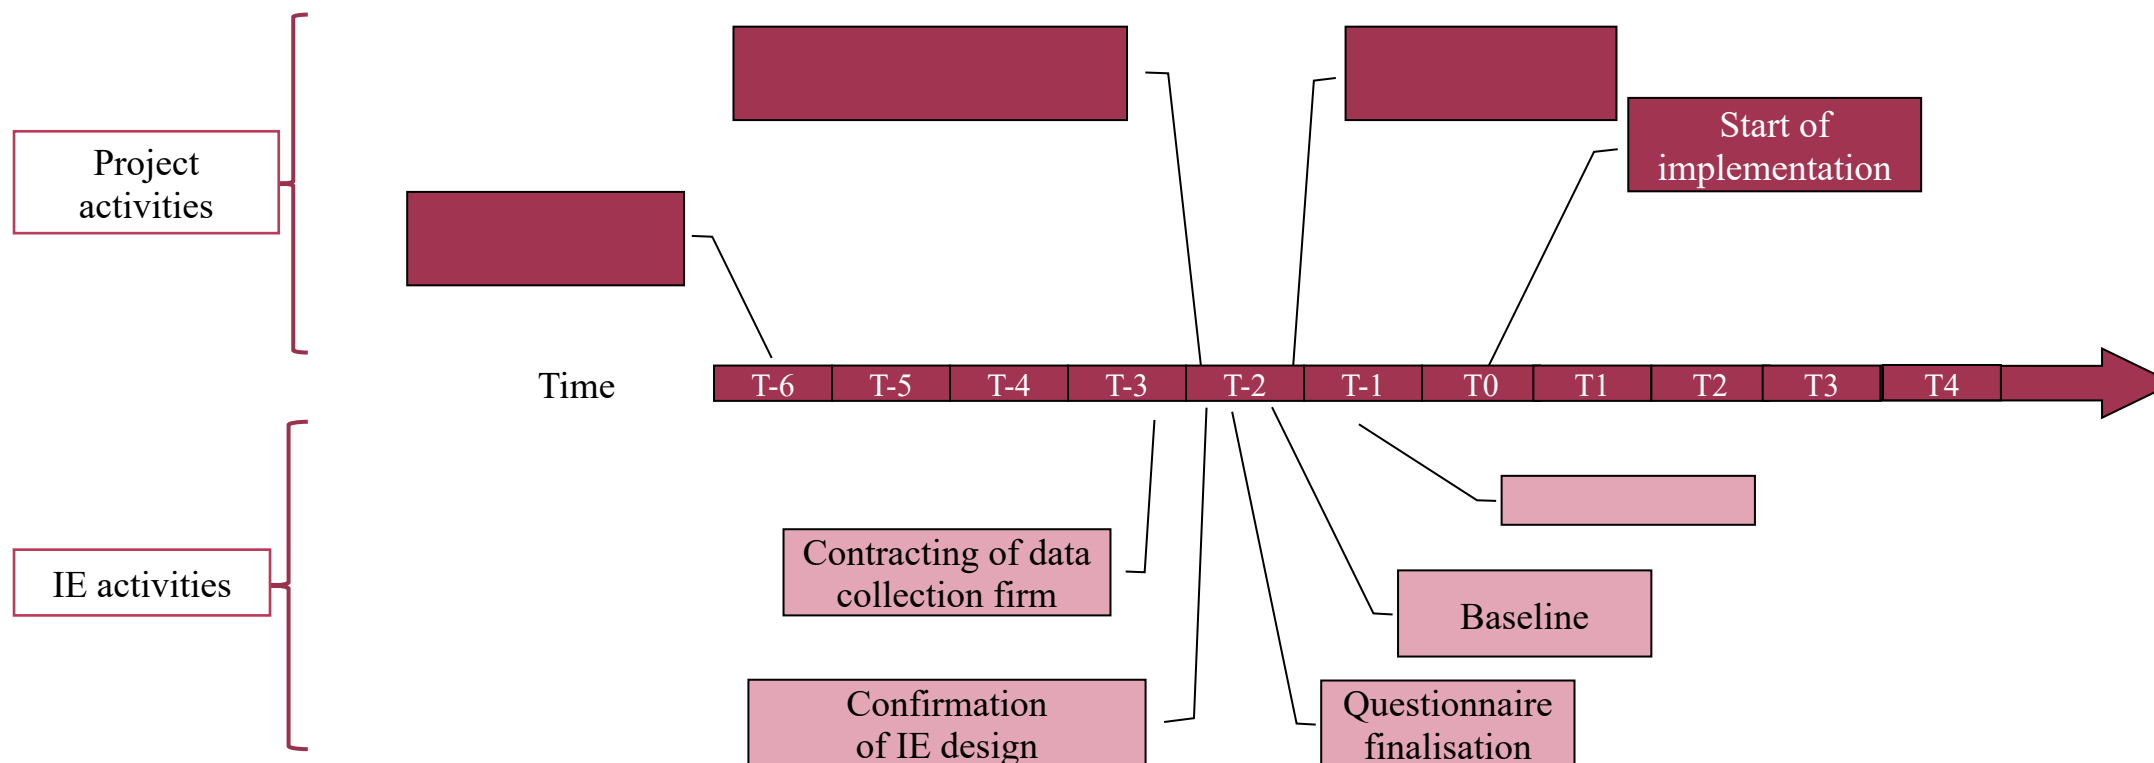 Start of
implementation
Project
activities
Time
T-6
T-5
T-4
T-3
T-2
T-1
T0
T1
T2
T3
T4
IE activities
Contracting of data
collection firm
Baseline
Confirmation
of IE design
Questionnaire
finalisation